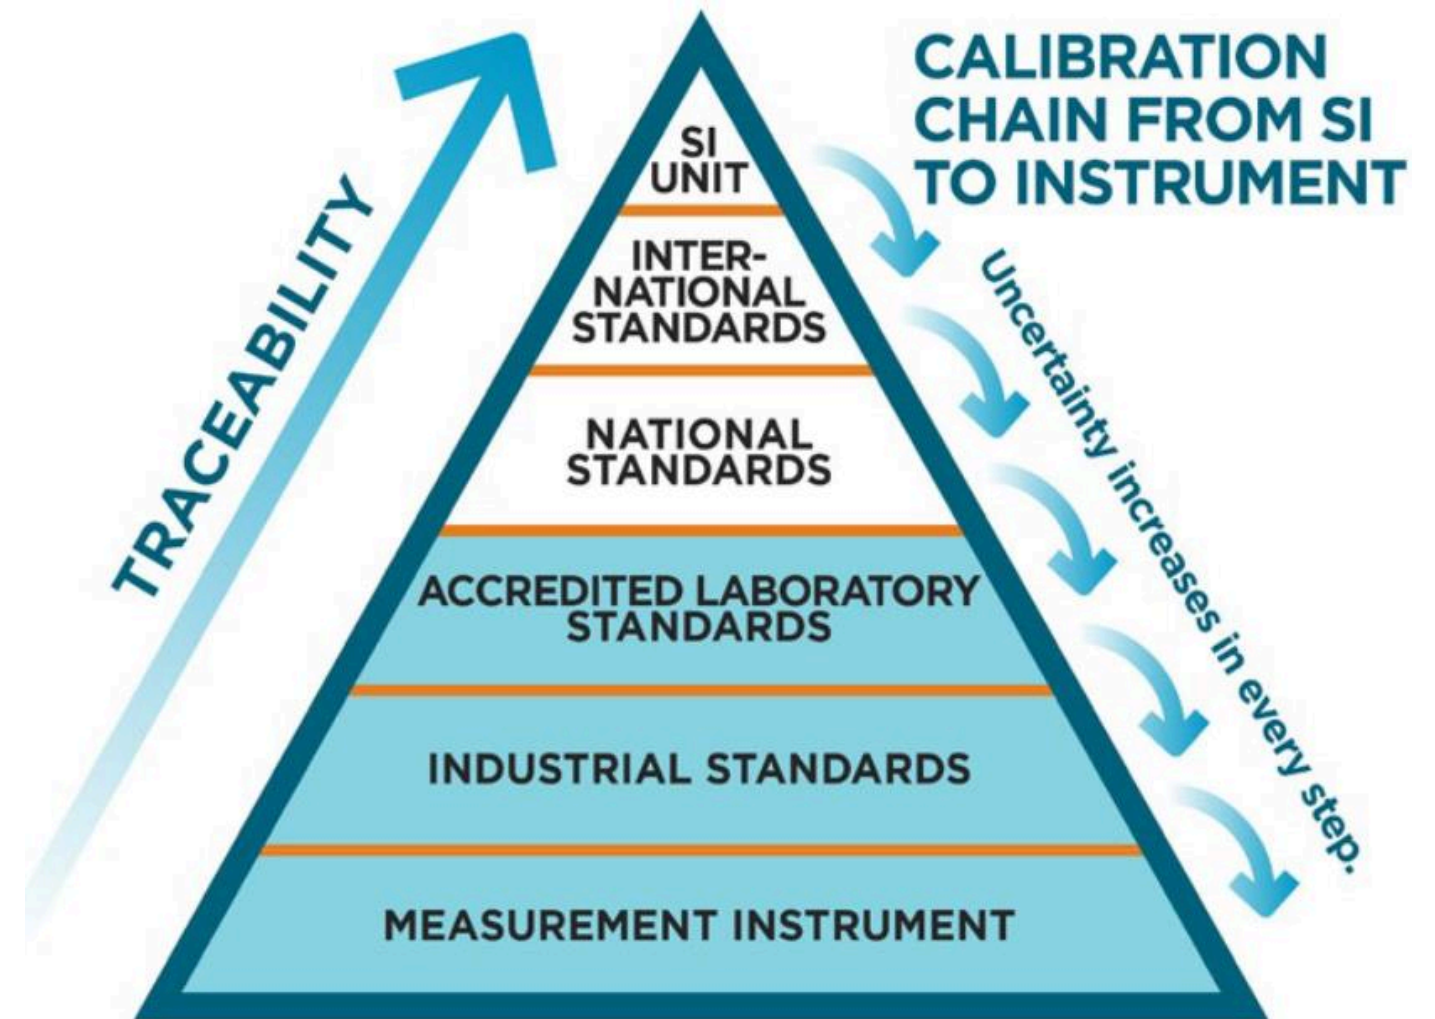 CALIBRATION
CHAIN FROM SI
TO INSTRUMENT
TRACEABILITY
SI
UNIT
INTER-
NATIONAL
STANDARDS
NATIONAL
STANDARDS
ACCREDITED LABORATORY
STANDARDS
INDUSTRIAL STANDARDS
MEASUREMENT INSTRUMENT
Uncertainty increases in every step.